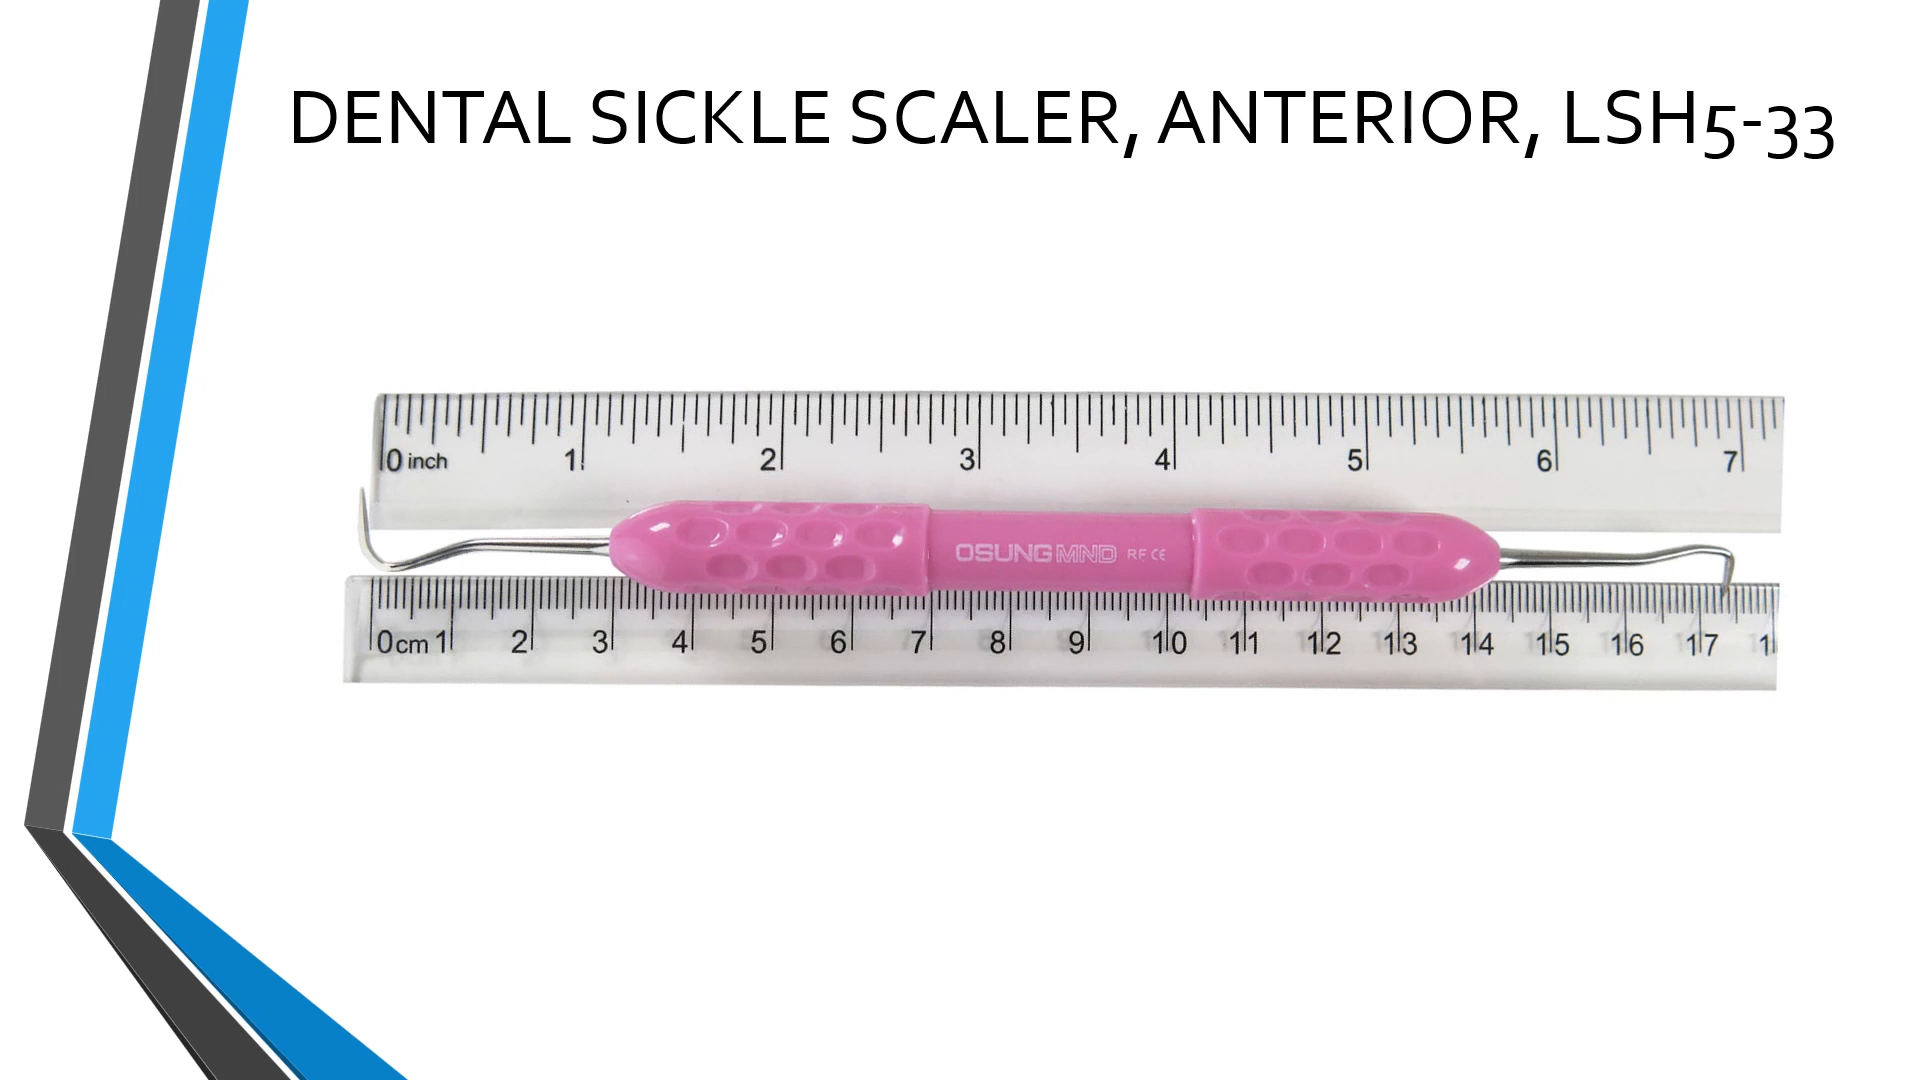 DENTAL SICKLE SCALER, ANTERIOR, LSH5-33
0 inch 1 2 3 4 5 6 7
OSUNG MND RF CE
0 cm 1 2 3 4 5 6 7 8 9 10 11 12 13 14 15 16 17